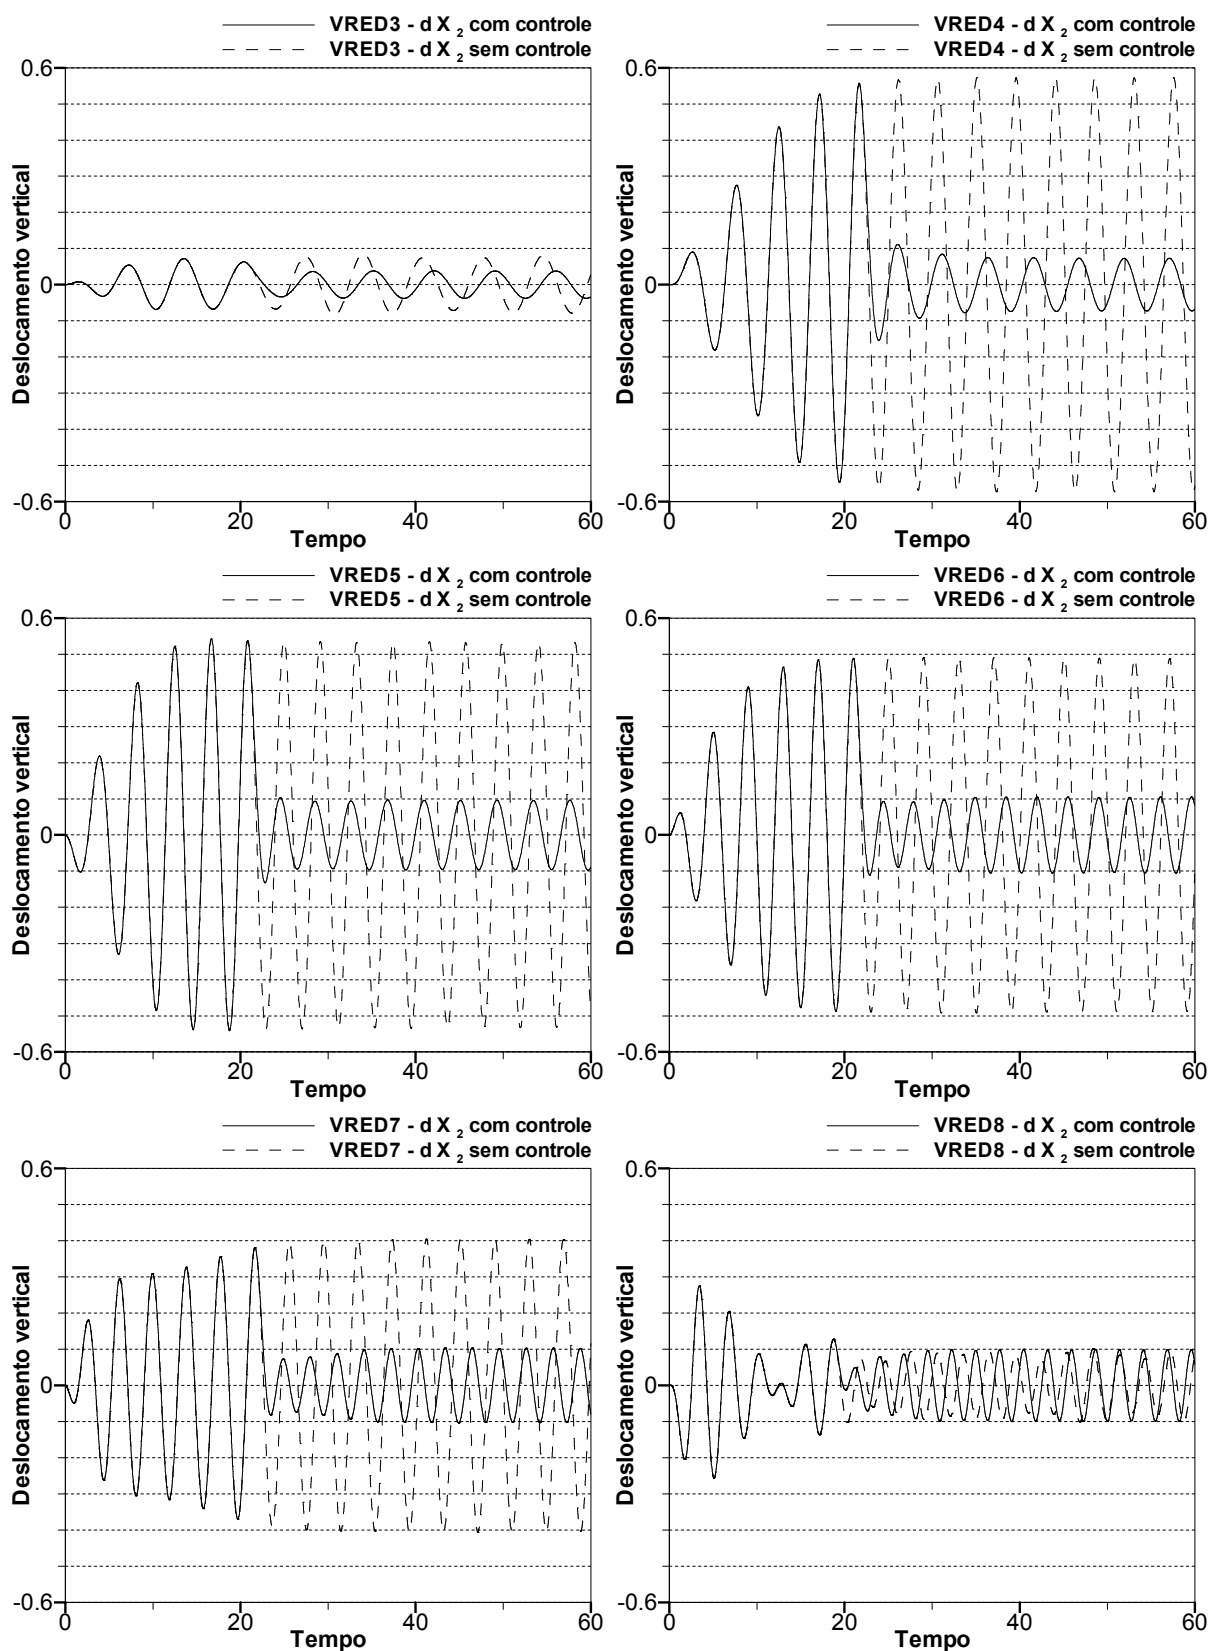 VRED3 - d X 2 com controle
VRED3 - d X 2 sem controle
0.6
0
-0.6
Deslocamento vertical
0 20 40 60
Tempo
VRED4 - d X 2 com controle
VRED4 - d X 2 sem controle
0.6
0
-0.6
Deslocamento vertical
0 20 40 60
Tempo
VRED5 - d X 2 com controle
VRED5 - d X 2 sem controle
0.6
0
-0.6
Deslocamento vertical
0 20 40 60
Tempo
VRED6 - d X 2 com controle
VRED6 - d X 2 sem controle
0.6
0
-0.6
Deslocamento vertical
0 20 40 60
Tempo
VRED7 - d X 2 com controle
VRED7 - d X 2 sem controle
0.6
0
-0.6
Deslocamento vertical
0 20 40 60
Tempo
VRED8 - d X 2 com controle
VRED8 - d X 2 sem controle
0.6
0
-0.6
Deslocamento vertical
0 20 40 60
Tempo